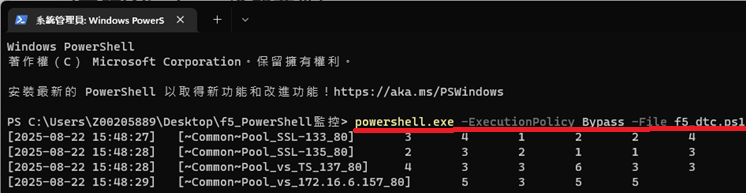 系統管理員: Windows PowerS
Windows PowerShell
著作權（C） Microsoft Corporation。保留擁有權利。
安裝最新的 PowerShell 以取得新功能和改進功能！https://aka.ms/PSWindows
PS C:\Users\Z00205889\Desktop\f5_PowerShell監控> powershell.exe -ExecutionPolicy Bypass -File f5_dtc.ps1
[2025-08-22 15:48:27] [~Common~Pool_SSL-133_80] 3 4 1 2 2 4
[2025-08-22 15:48:28] [~Common~Pool_SSL-135_80] 2 3 2 1 1 3
[2025-08-22 15:48:28] [~Common~Pool_vs_TS_137_80] 4 3 3 6 3 3
[2025-08-22 15:48:28] [~Common~Pool_vs_172.16.6.157_80] 5 3 5 5